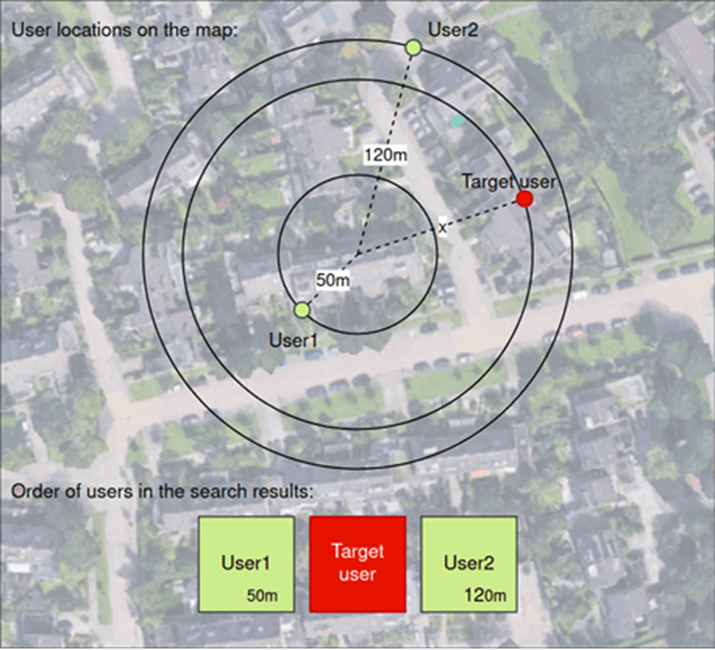 User locations on the map:
User2
120m
Target user
x
50m
User1
Order of users in the search results:
User1
50m
Target
user
User2
120m